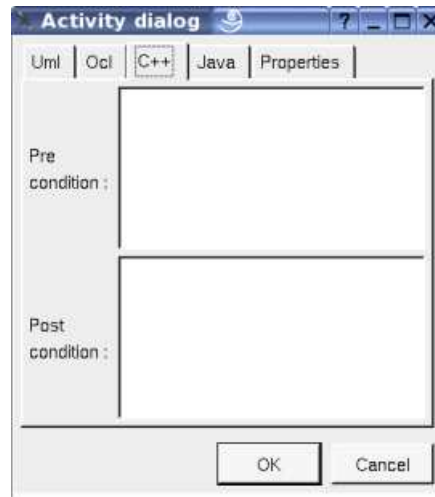 Activity dialog
Uml Ocl C++ Java Properties
Pre
condition :
Post
condition :
OK Cancel